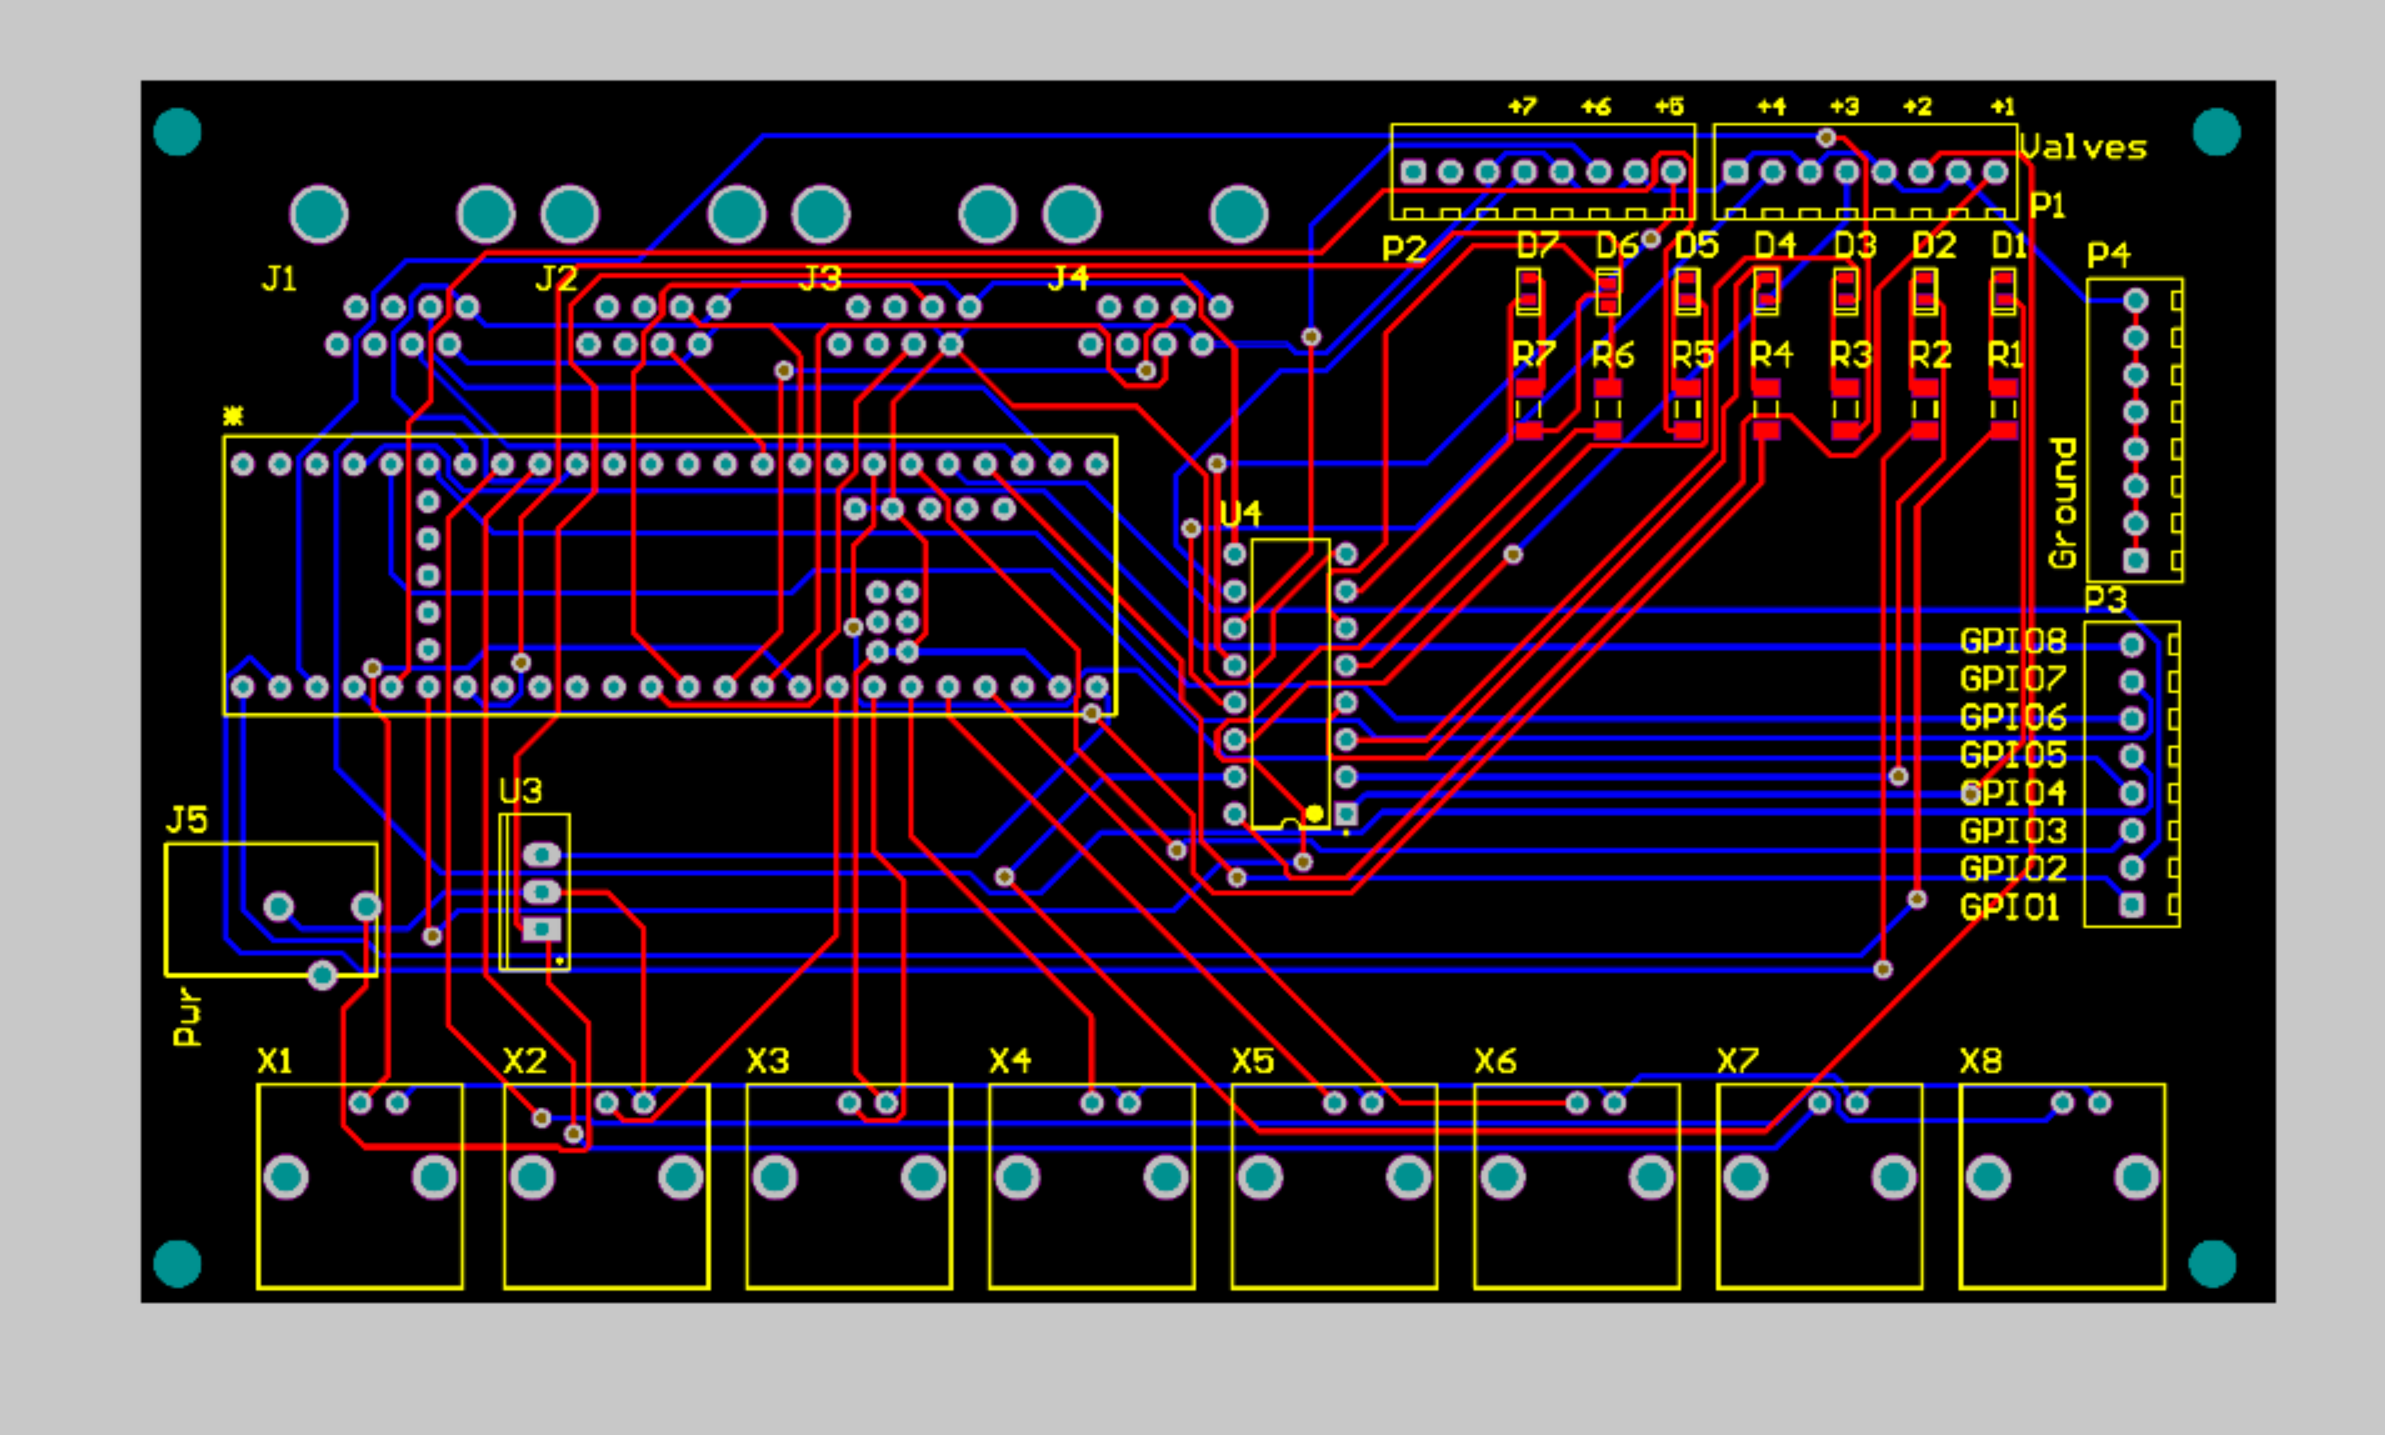 +7 +6 +5 +4 +3 +2 +1
Valves
P1
P2
D7 D6 D5 D4 D3 D2 D1
P4
J1 J2 J3 J4
R7 R6 R5 R4 R3 R2 R1
*
Ground
U4
P3
GPIO8
GPIO7
GPIO6
GPIO5
GPIO4
GPIO3
GPIO2
GPIO1
U3
J5
Pwr
X1 X2 X3 X4 X5 X6 X7 X8